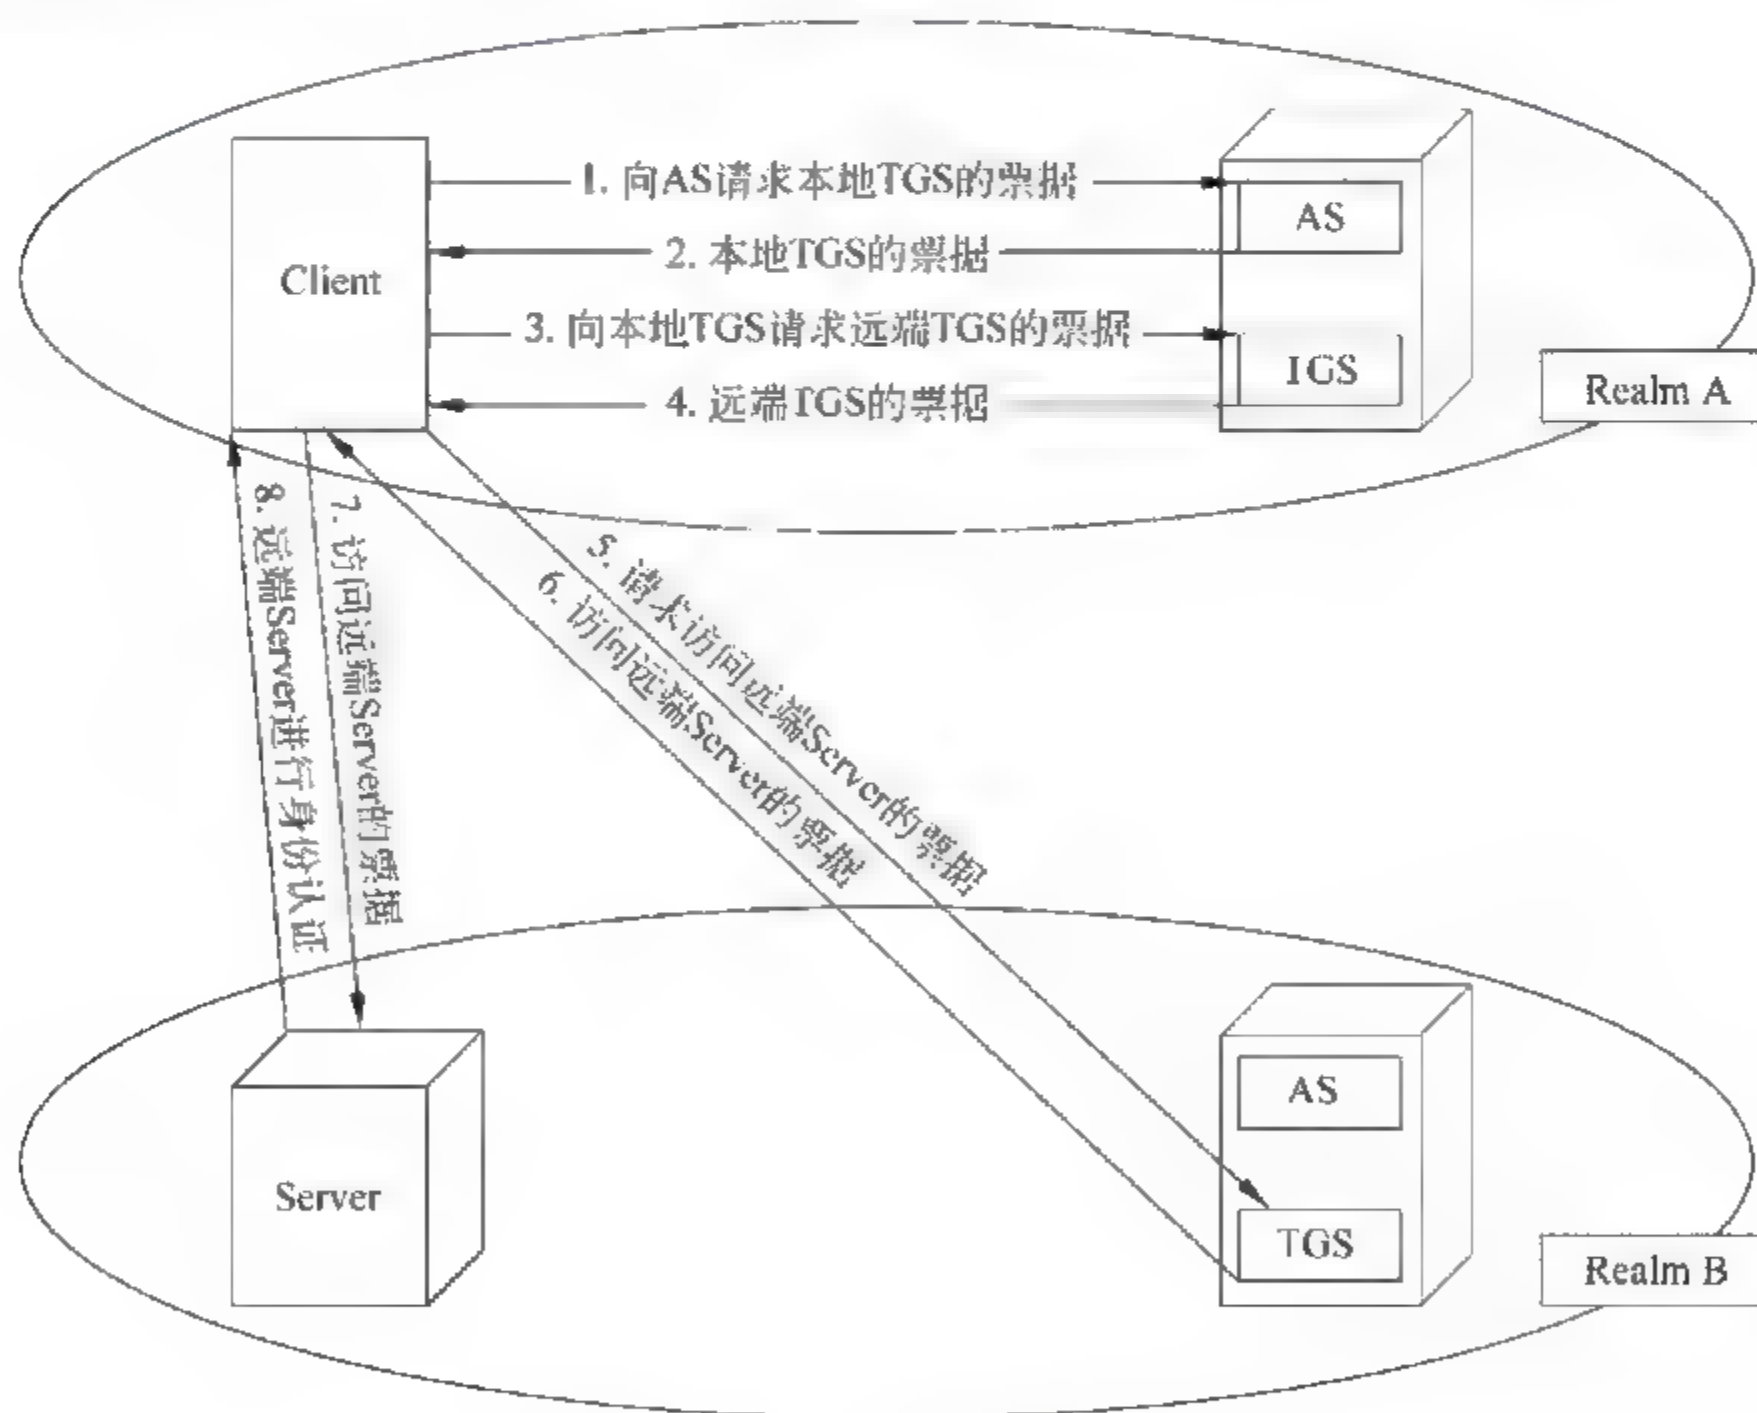 1. 向AS请求本地TGS的票据
AS
2. 本地TGS的票据
Client
3. 向本地TGS请求远端TGS的票据
TGS
4. 远端TGS的票据
Realm A
5. 请求访问远端Server的票据
6. 访问远端Server的票据
7. 访问远端Server的票据
8. 远端Server进行身份认证
AS
Server
TGS
Realm B